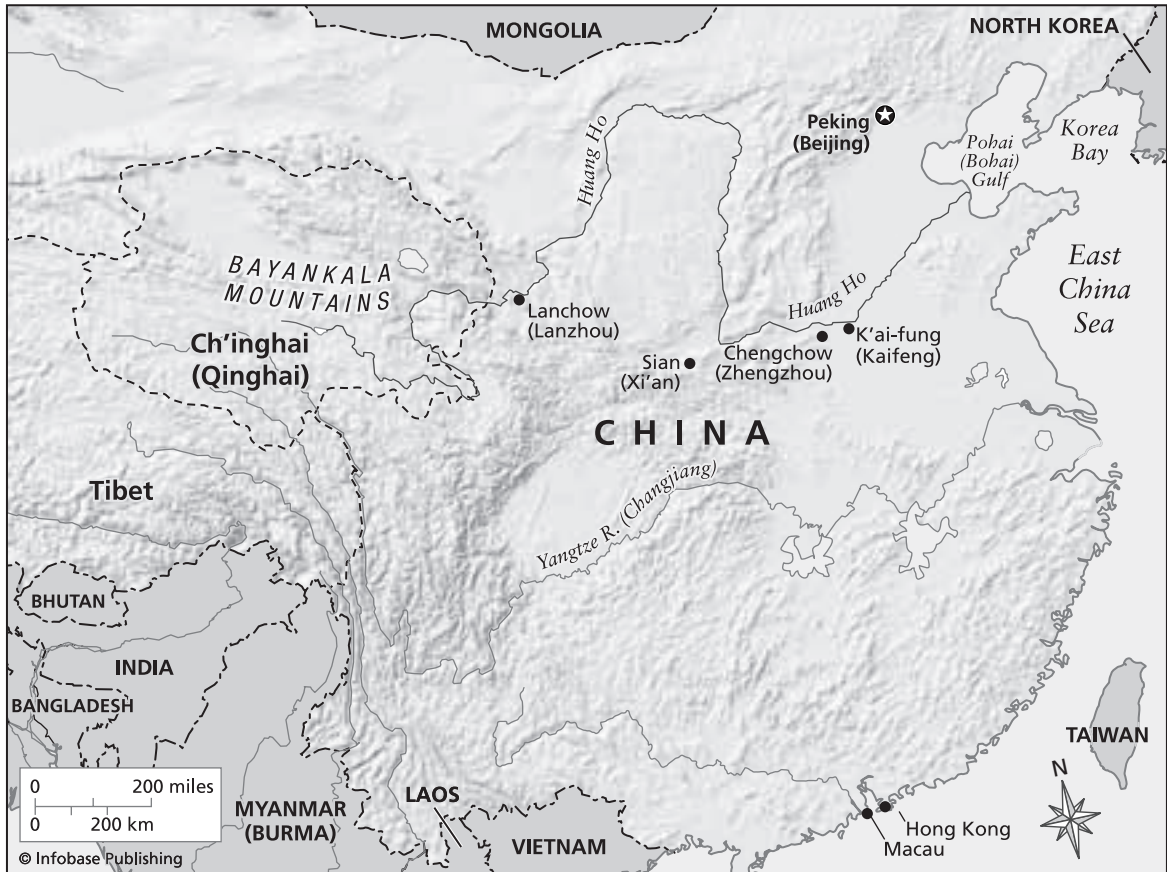 MONGOLIA
NORTH KOREA
Peking
(Beijing)
Pohai
(Bohai)
Gulf
Korea
Bay
Huang Ho
BAYANKALA
MOUNTAINS
Lanchow
(Lanzhou)
Huang Ho
East
China
Sea
Ch'inghai
(Qinghai)
Sian
(Xi'an)
Chengchow
(Zhengzhou)
K'ai-fung
(Kaifeng)
CHINA
Tibet
Yangtze R. (Changjiang)
BHUTAN
INDIA
BANGLADESH
TAIWAN
0 200 miles
0 200 km
MYANMAR
(BURMA)
LAOS
VIETNAM
Hong Kong
Macau
N
© Infobase Publishing